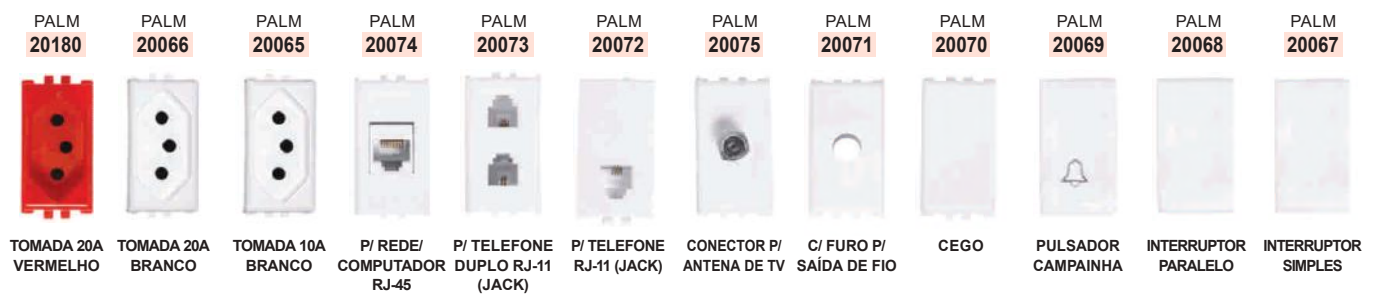 PALM PALM PALM PALM PALM PALM PALM PALM PALM PALM PALM PALM
20180 20066 20065 20074 20073 20072 20075 20071 20070 20069 20068 20067
TOMADA 20A TOMADA 20A TOMADA 10A P/ REDE/ P/ TELEFONE P/ TELEFONE CONECTOR P/ C/ FURO P/ CEGO PULSADOR INTERRUPTOR INTERRUPTOR
VERMELHO BRANCO BRANCO COMPUTADOR DUPLO RJ-11 RJ-11 (JACK) ANTENA DE TV SAÍDA DE FIO CAMPAINHA PARALELO SIMPLES
RJ-45 (JACK)